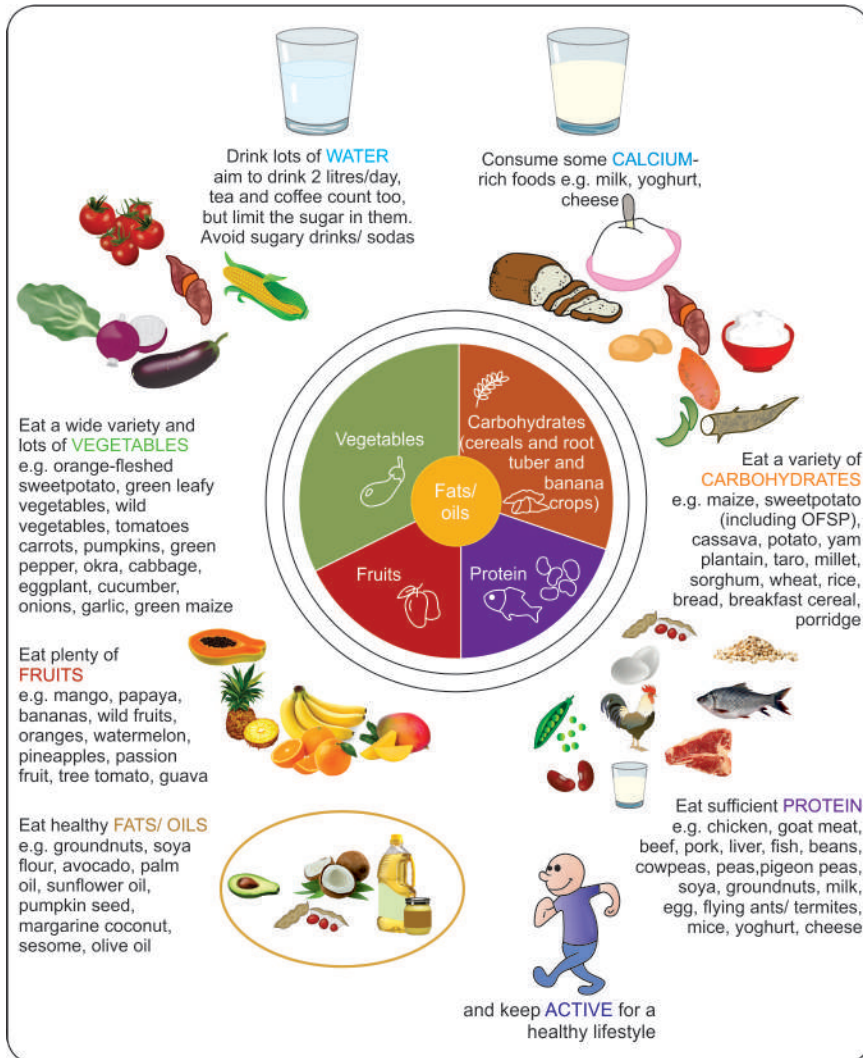 Drink lots of WATER
aim to drink 2 litres/day,
tea and coffee count too,
but limit the sugar in them.
Avoid sugary drinks/ sodas
Consume some CALCIUM-
rich foods e.g. milk, yoghurt,
cheese
Vegetables
Carbohydrates
(cereals and root
tuber and
banana
crops)
Fats/
oils
Fruits
Protein
Eat a wide variety and
lots of VEGETABLES
e.g. orange-fleshed
sweetpotato, green leafy
vegetables, wild
vegetables, tomatoes
carrots, pumpkins, green
pepper, okra, cabbage,
eggplant, cucumber,
onions, garlic, green maize
Eat a variety of
CARBOHYDRATES
e.g. maize, sweetpotato
(including OFSP),
cassava, potato, yam
plantain, taro, millet,
sorghum, wheat, rice,
bread, breakfast cereal,
porridge
Eat plenty of
FRUITS
e.g. mango, papaya,
bananas, wild fruits,
oranges, watermelon,
pineapples, passion
fruit, tree tomato, guava
Eat healthy FATS/ OILS
e.g. groundnuts, soya
flour, avocado, palm
oil, sunflower oil,
pumpkin seed,
margarine coconut,
sesome, olive oil
Eat sufficient PROTEIN
e.g. chicken, goat meat,
beef, pork, liver, fish, beans,
cowpeas, peas,pigeon peas,
soya, groundnuts, milk,
egg, flying ants/ termites,
mice, yoghurt, cheese
and keep ACTIVE for a
healthy lifestyle